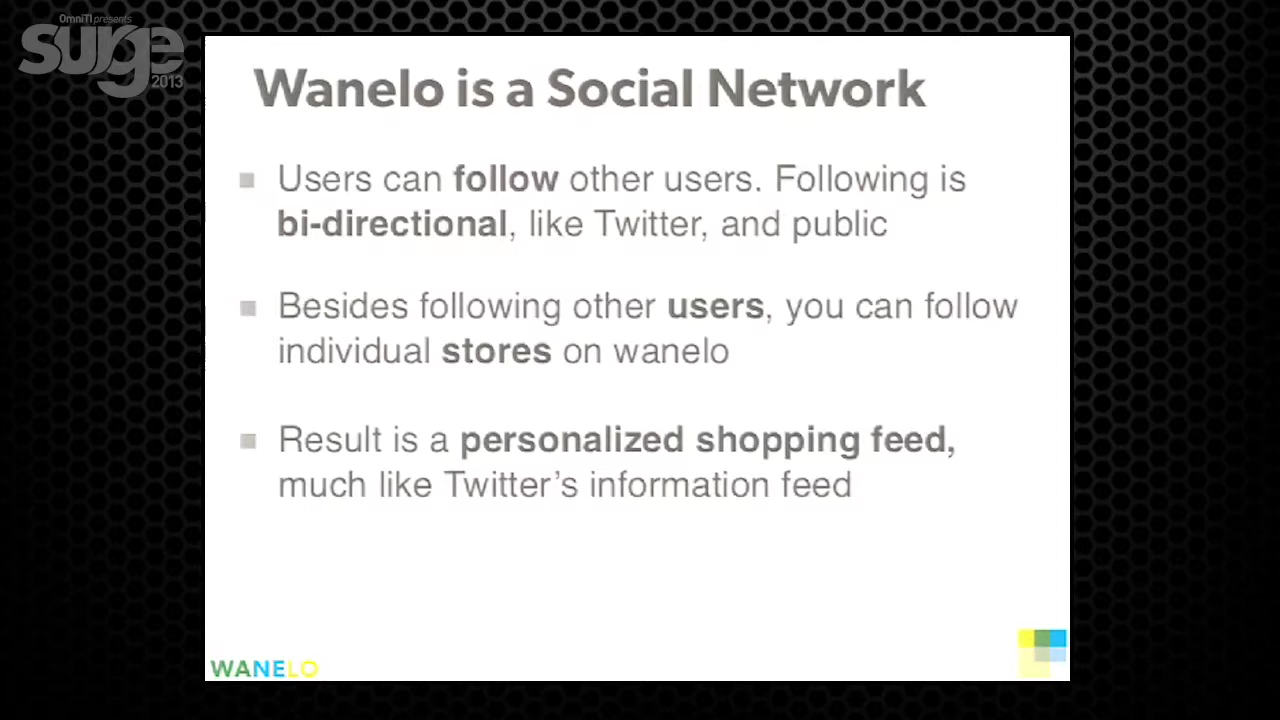 OmniTI presents
surge
2013
Wanelo is a Social Network
Users can follow other users. Following is
bi-directional, like Twitter, and public
Besides following other users, you can follow
individual stores on wanelo
Result is a personalized shopping feed,
much like Twitter's information feed
WANELO